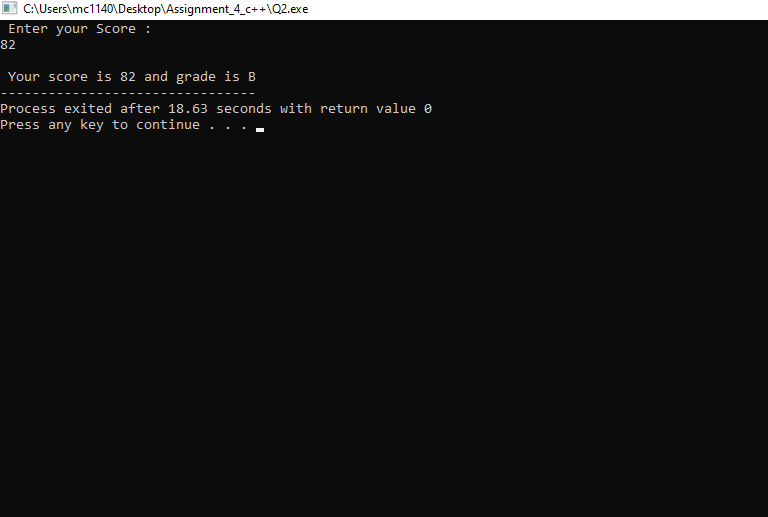 C:\Users\mc1140\Desktop\Assignment_4_c++\Q2.exe
Enter your Score :
82
Your score is 82 and grade is B
--------------------------------
Process exited after 18.63 seconds with return value 0
Press any key to continue . . .